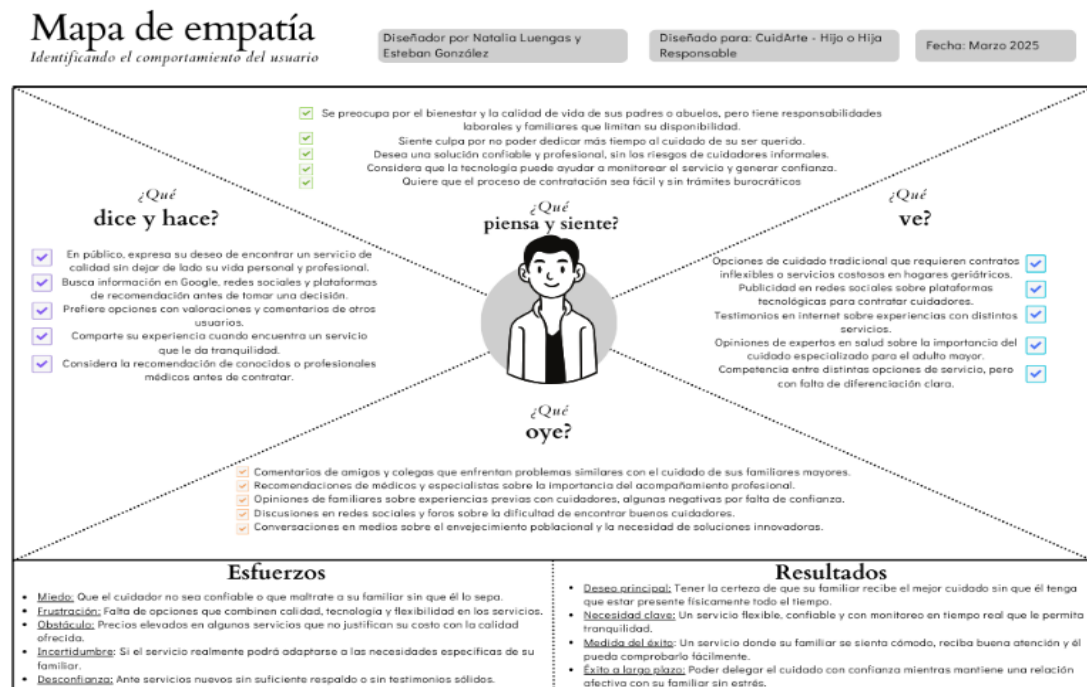 Mapa de empatía
Identificando el comportamiento del usuario
Diseñador por Natalia Luengas y
Esteban González
Diseñado para: CuidArte - Hijo o Hija
Responsable
Fecha: Marzo 2025
Se preocupa por el bienestar y la calidad de vida de sus padres o abuelos, pero tiene responsabilidades
laborales y familiares que limitan su disponibilidad.
Siente culpa por no poder dedicar más tiempo al cuidado de su ser querido.
Desea una solución confiable y profesional, sin los riesgos de cuidadores informales.
Considera que la tecnología puede ayudar a monitorear el servicio y generar confianza.
Quiere que el proceso de contratación sea fácil y sin trámites burocráticos
¿Qué
piensa y siente?
¿Qué
dice y hace?
En público, expresa su deseo de encontrar un servicio de
calidad sin dejar de lado su vida personal y profesional.
Busca información en Google, redes sociales y plataformas
de recomendación antes de tomar una decisión.
Prefiere opciones con valoraciones y comentarios de otros
usuarios.
Comparte su experiencia cuando encuentra un servicio
que le da tranquilidad.
Considera la recomendación de conocidos o profesionales
médicos antes de contratar.
¿Qué
ve?
Opciones de cuidado tradicional que requieren contratos
inflexibles o servicios costosos en hogares geriátricos.
Publicidad en redes sociales sobre plataformas
tecnológicas para contratar cuidadores.
Testimonios en internet sobre experiencias con distintos
servicios.
Opiniones de expertos en salud sobre la importancia del
cuidado especializado para el adulto mayor.
Competencia entre distintas opciones de servicio, pero
con falta de diferenciación clara.
¿Qué
oye?
Comentarios de amigos y colegas que enfrentan problemas similares con el cuidado de sus familiares mayores.
Recomendaciones de médicos y especialistas sobre la importancia del acompañamiento profesional.
Opiniones de familiares sobre experiencias previas con cuidadores, algunas negativas por falta de confianza.
Discusiones en redes sociales y foros sobre la dificultad de encontrar buenos cuidadores.
Conversaciones en medios sobre el envejecimiento poblacional y la necesidad de soluciones innovadoras.
Esfuerzos
Miedo: Que el cuidador no sea confiable o que maltrate a su familiar sin que él lo sepa.
Frustración: Falta de opciones que combinen calidad, tecnología y flexibilidad en los servicios.
Obstáculo: Precios elevados en algunos servicios que no justifican su costo con la calidad
ofrecida.
Incertidumbre: Si el servicio realmente podrá adaptarse a las necesidades específicas de su
familiar.
Desconfianza: Ante servicios nuevos sin suficiente respaldo o sin testimonios sólidos.
Resultados
Deseo principal: Tener la certeza de que su familiar recibe el mejor cuidado sin que él tenga
que estar presente físicamente todo el tiempo.
Necesidad clave: Un servicio flexible, confiable y con monitoreo en tiempo real que le permita
tranquilidad.
Medida del éxito: Un servicio donde su familiar se sienta cómodo, reciba buena atención y él
pueda comprobarlo fácilmente.
Éxito a largo plazo: Poder delegar el cuidado con confianza mientras mantiene una relación
afectiva con su familiar sin estrés.